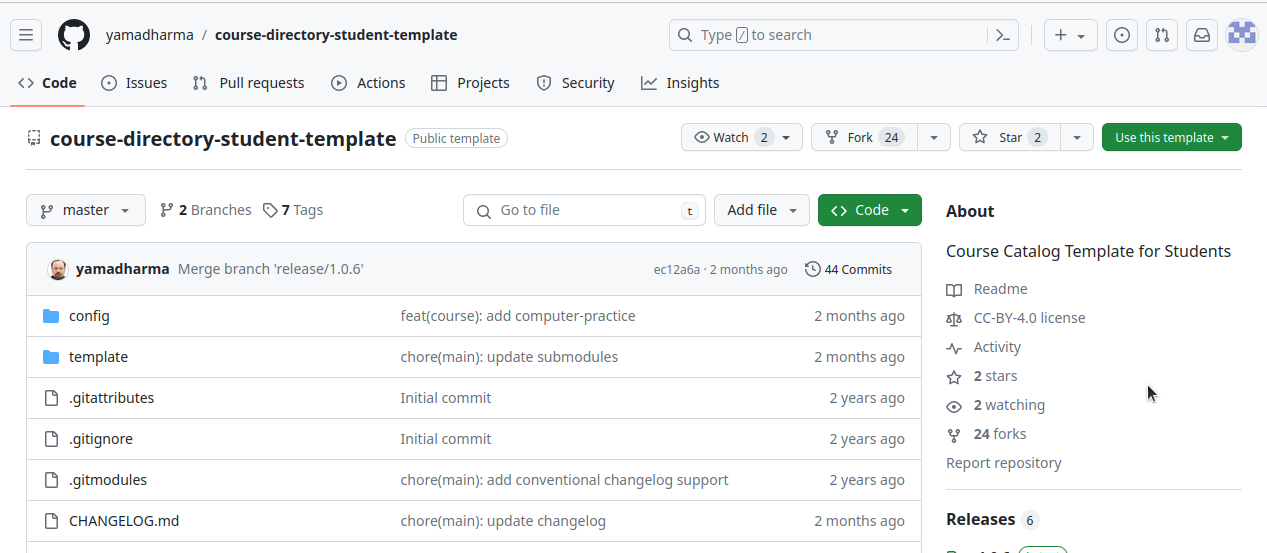 yamadharma / course-directory-student-template
Type / to search
Code Issues Pull requests Actions Projects Security Insights
course-directory-student-template Public template
Watch 2 Fork 24 Star 2 Use this template
master 2 Branches 7 Tags Go to file t Add file Code
yamadharma Merge branch 'release/1.0.6' ec12a6a · 2 months ago 44 Commits
config feat(course): add computer-practice 2 months ago
template chore(main): update submodules 2 months ago
.gitattributes Initial commit 2 years ago
.gitignore Initial commit 2 years ago
.gitmodules chore(main): add conventional changelog support 2 years ago
CHANGELOG.md chore(main): update changelog 2 months ago
About
Course Catalog Template for Students
Readme
CC-BY-4.0 license
Activity
2 stars
2 watching
24 forks
Report repository
Releases 6